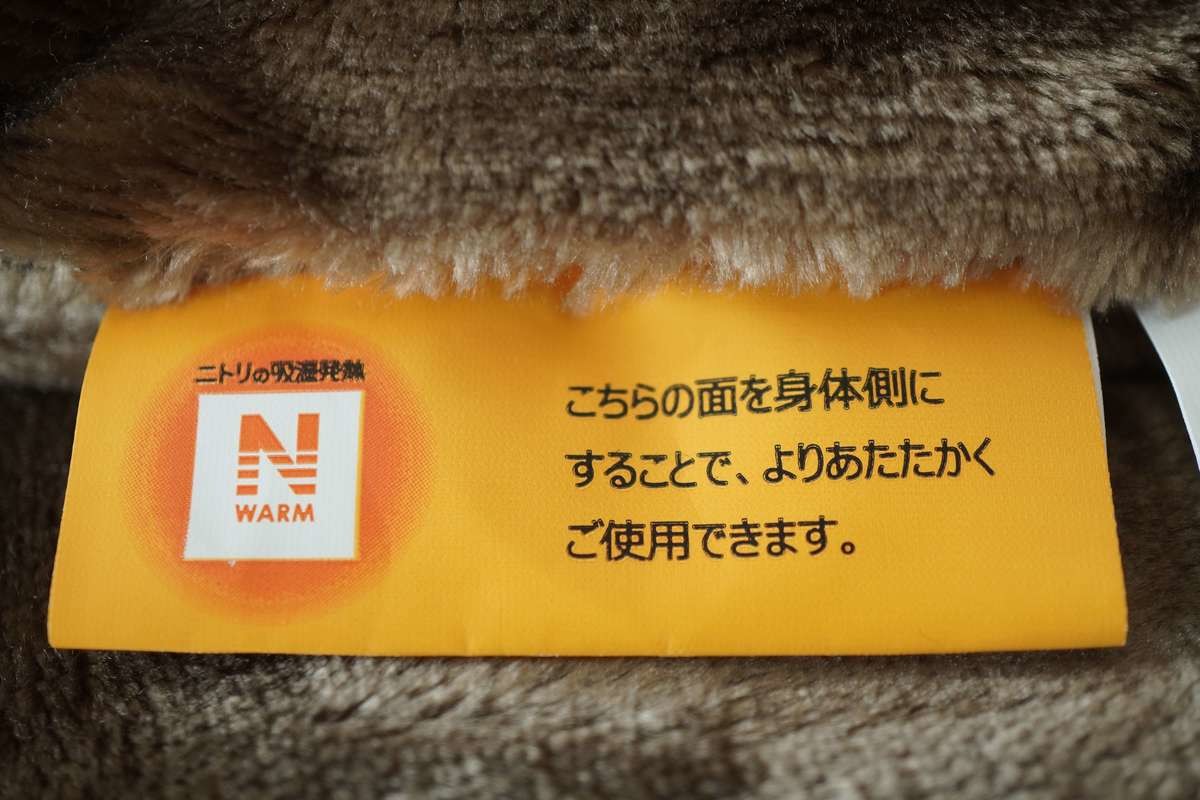 ニトリの吸湿発熱
N
WARM
こちらの面を身体側に
することで、よりあたたかく
ご使用できます。